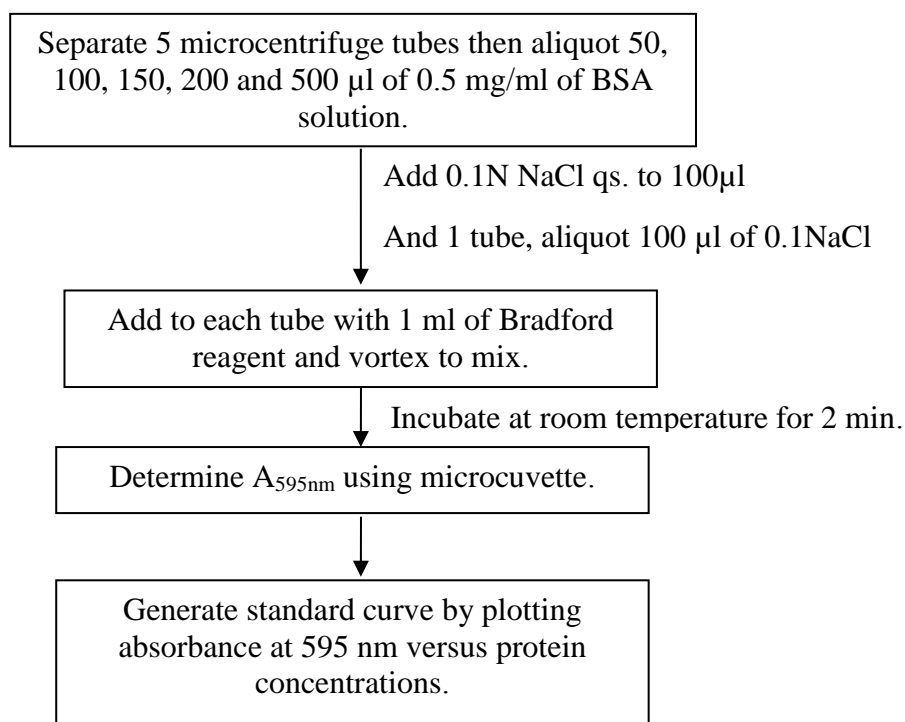 Separate 5 microcentrifuge tubes then aliquot 50,
100, 150, 200 and 500 µl of 0.5 mg/ml of BSA
solution.
Add 0.1N NaCl qs. to 100µl
And 1 tube, aliquot 100 µl of 0.1NaCl
Add to each tube with 1 ml of Bradford
reagent and vortex to mix.
Incubate at room temperature for 2 min.
Determine A595nm using microcuvette.
Generate standard curve by plotting
absorbance at 595 nm versus protein
concentrations.